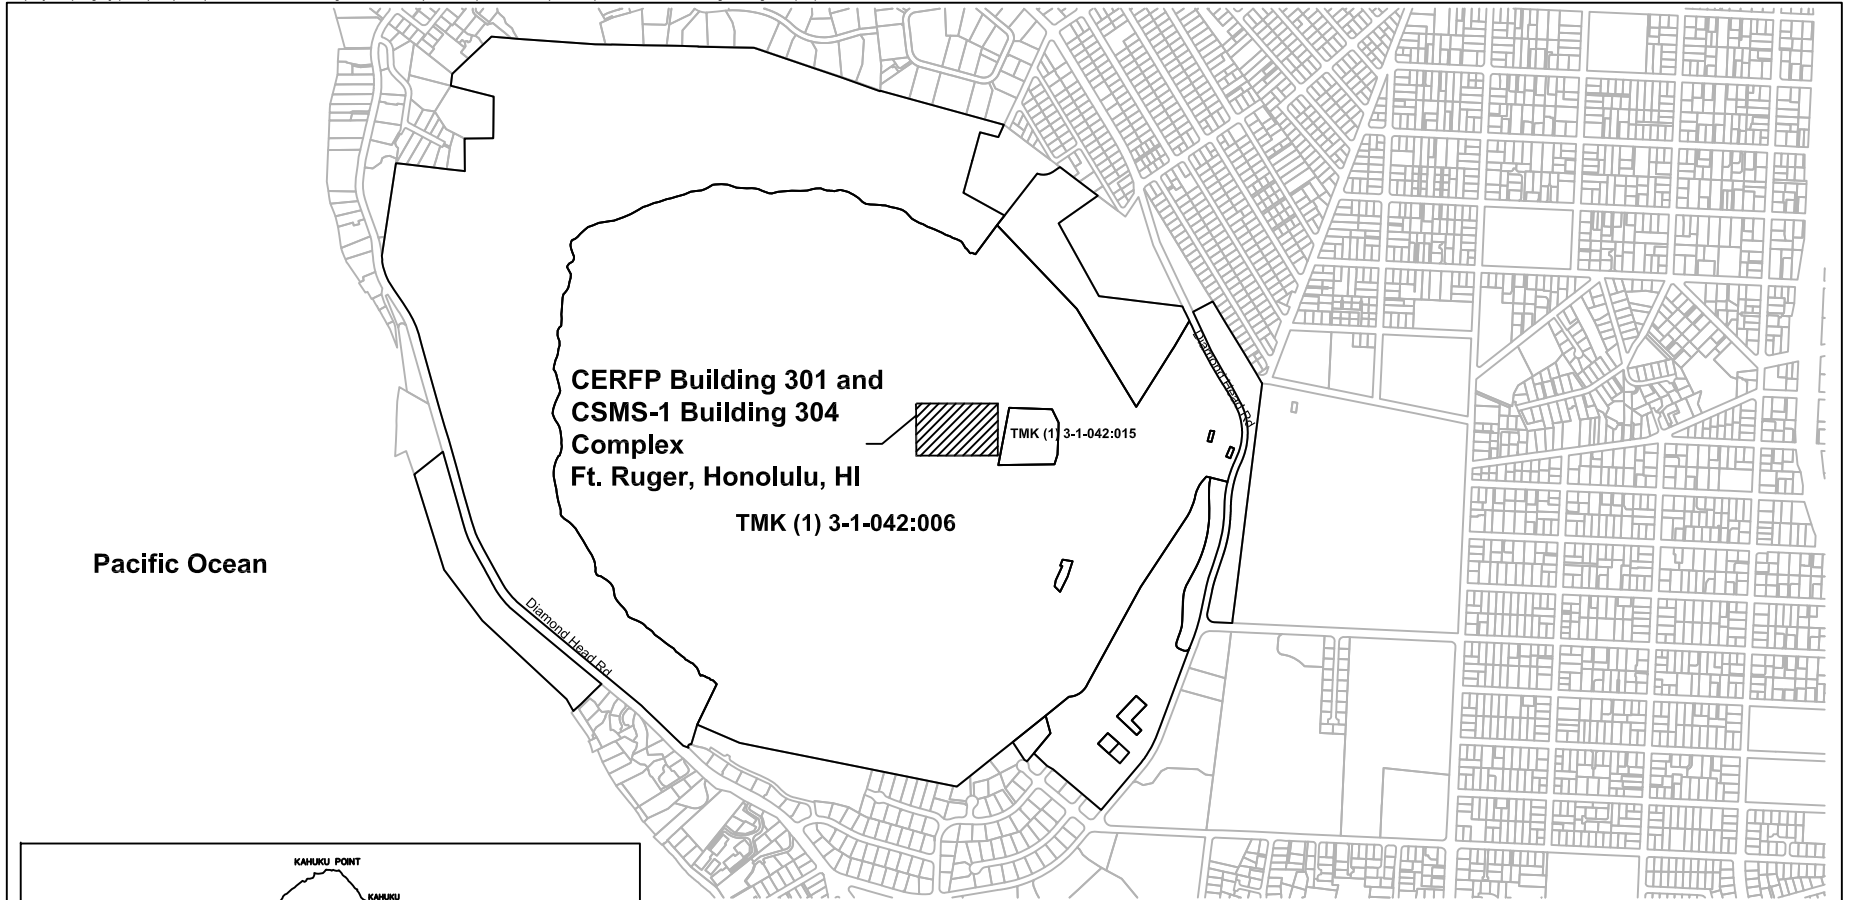 Diamond Head Rd
CERFP Building 301 and
CSMS-1 Building 304
Complex
Ft. Ruger, Honolulu, HI
TMK (1) 3-1-042:015
TMK (1) 3-1-042:006
Pacific Ocean
Diamond Head Rd
KAHUKU POINT
KAHUKU